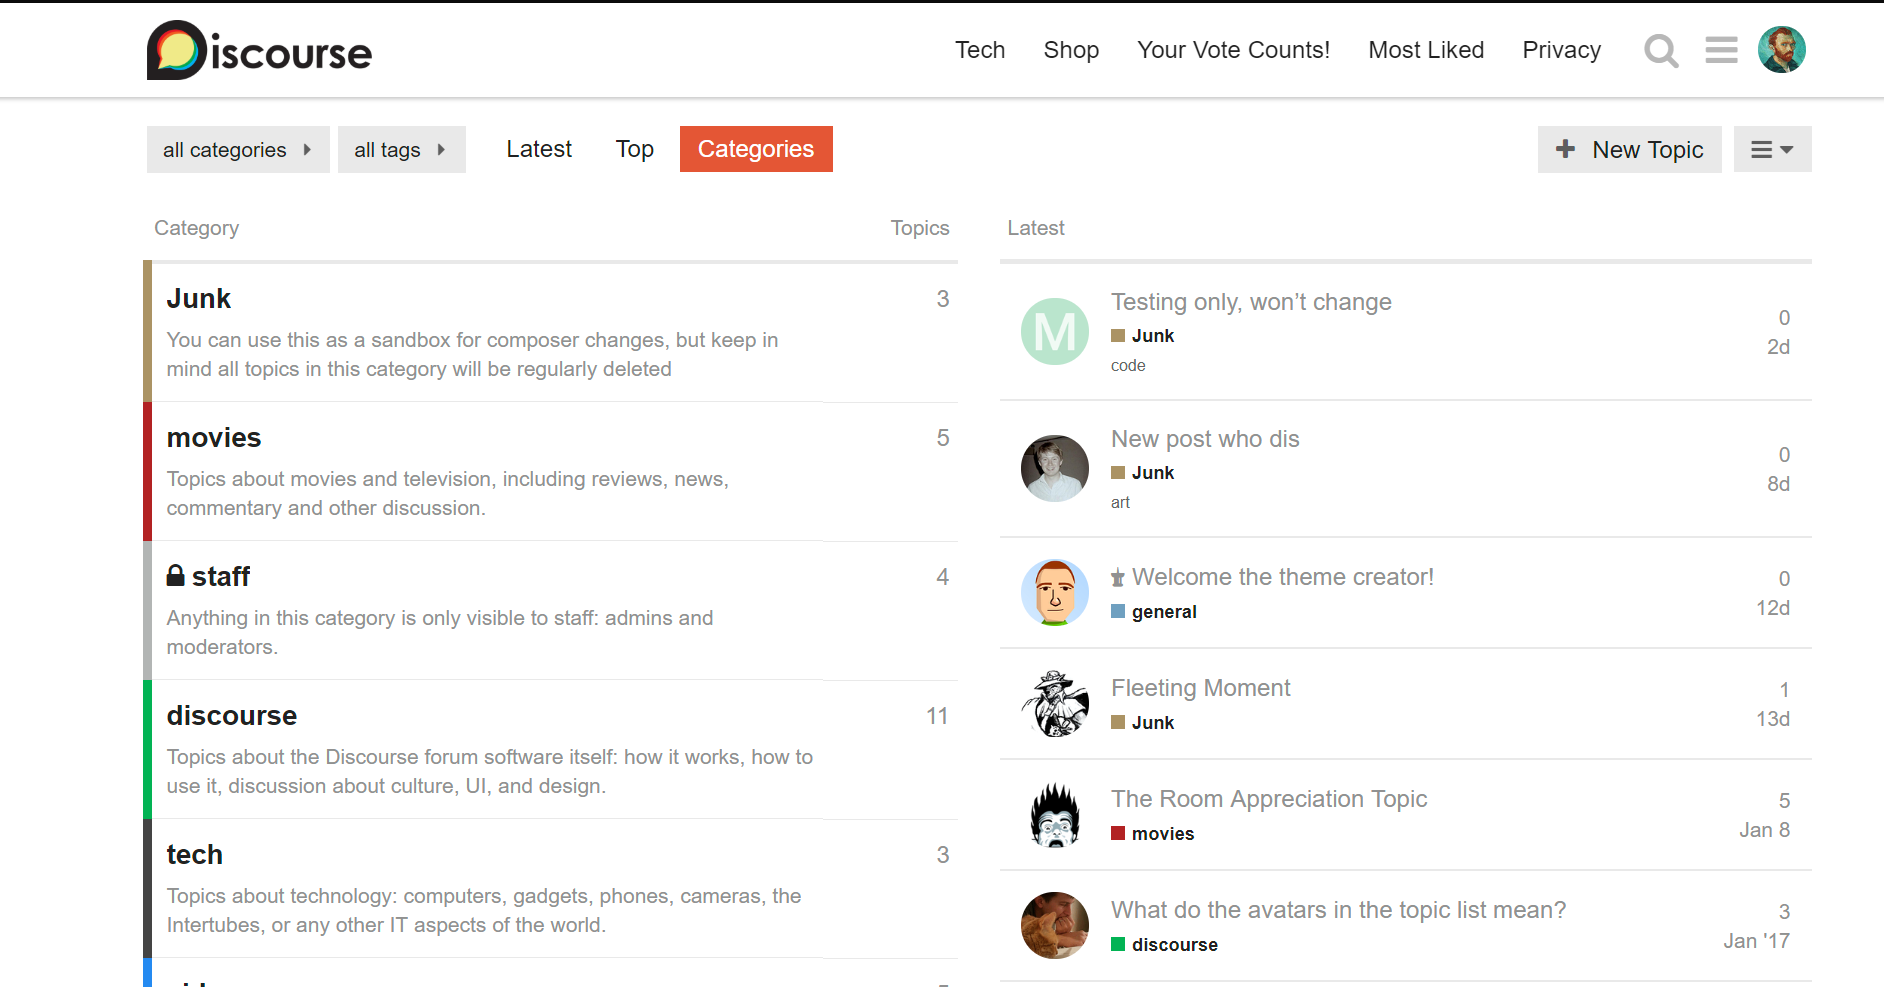 Discourse
Tech Shop Your Vote Counts! Most Liked Privacy
all categories all tags Latest Top Categories
New Topic
Category Topics
Junk 3
You can use this as a sandbox for composer changes, but keep in
mind all topics in this category will be regularly deleted
movies 5
Topics about movies and television, including reviews, news,
commentary and other discussion.
staff 4
Anything in this category is only visible to staff: admins and
moderators.
discourse 11
Topics about the Discourse forum software itself: how it works, how to
use it, discussion about culture, UI, and design.
tech 3
Topics about technology: computers, gadgets, phones, cameras, the
Intertubes, or any other IT aspects of the world.
Latest
M
Testing only, won’t change
0
Junk
2d
code
New post who dis
0
Junk
8d
art
Welcome the theme creator!
0
general
12d
Fleeting Moment
1
Junk
13d
The Room Appreciation Topic
5
movies
Jan 8
What do the avatars in the topic list mean?
3
discourse
Jan '17